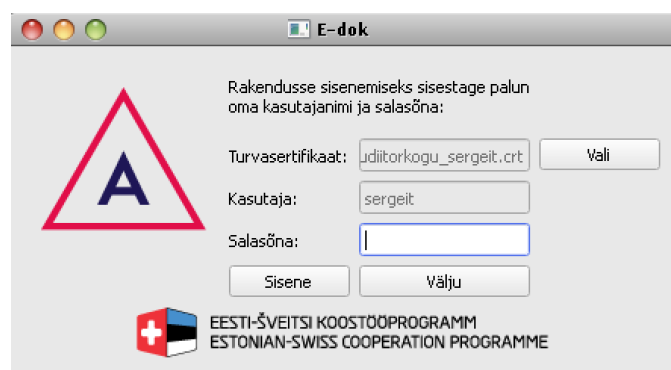 E-dok
Rakendusse sisenemiseks sisestage palun
oma kasutajanimi ja salasõna:
Turvasertifikaat: udiitorkogu_sergeit.crt Vali
Kasutaja: sergeit
Salasõna:
Sisene Välju
A
EESTI-ŠVEITSI KOOSTÖÖPROGRAMM
ESTONIAN-SWISS COOPERATION PROGRAMME